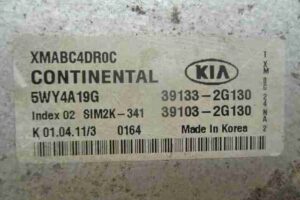 XMABC4DR0C
CONTINENTAL
KIA
5WY4A19G 39133-2G130
Index 02 SIM2K-341 39103-2G130
K 01.04.11/3 0164 Made in Korea